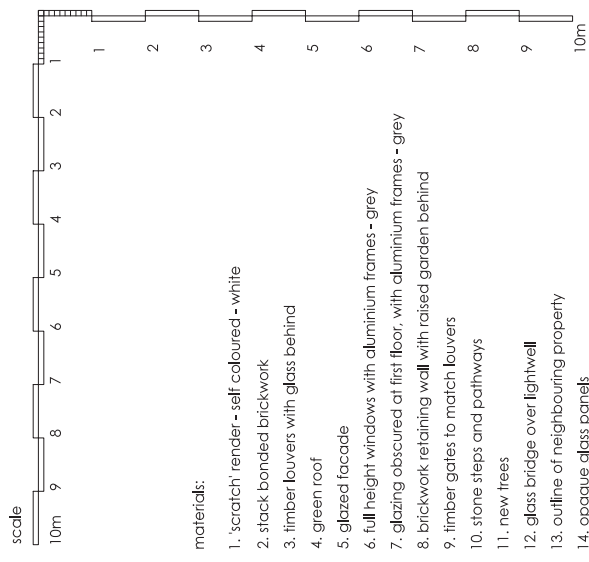 scale
1 2 3 4 5 6 7 8 9 10m
1 2 3 4 5 6 7 8 9 10m
materials:
1. 'scratch' render - self coloured - white
2. stack bonded brickwork
3. timber louvers with glass behind
4. green roof
5. glazed facade
6. full height windows with aluminium frames - grey
7. glazing obscured at first floor, with aluminium frames - grey
8. brickwork retaining wall with raised garden behind
9. timber gates to match louvers
10. stone steps and pathways
11. new trees
12. glass bridge over lightwell
13. outline of neighbouring property
14. opaque glass panels